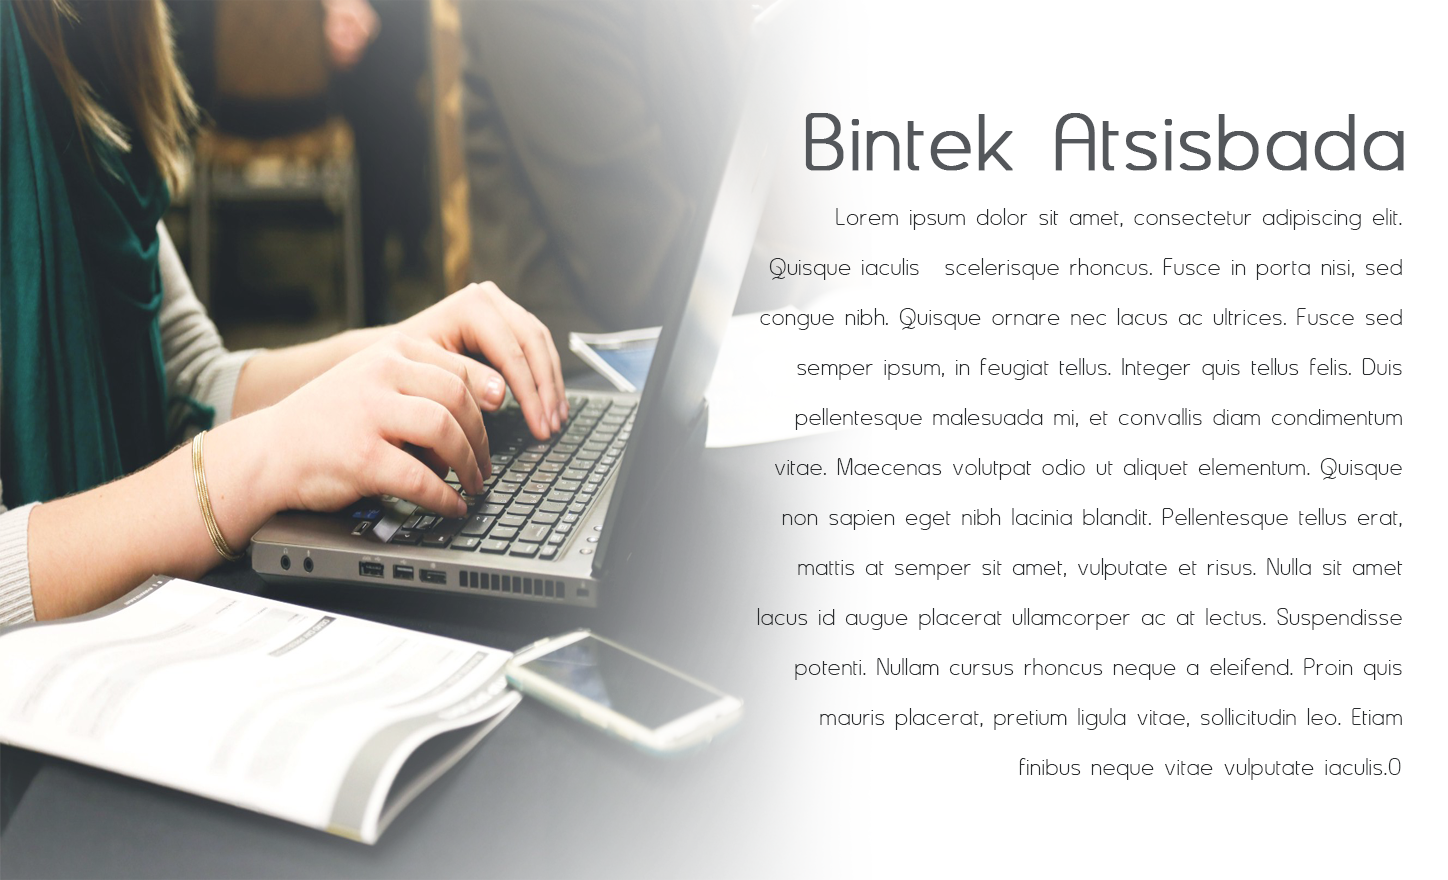 Bintek Atsisbada
Lorem ipsum dolor sit amet, consectetur adipiscing elit.
Quisque iaculis scelerisque rhoncus. Fusce in porta nisi, sed
congue nibh. Quisque ornare nec lacus ac ultrices. Fusce sed
semper ipsum, in feugiat tellus. Integer quis tellus felis. Duis
pellentesque malesuada mi, et convallis diam condimentum
vitae. Maecenas volutpat odio ut aliquet elementum. Quisque
non sapien eget nibh lacinia blandit. Pellentesque tellus erat,
mattis at semper sit amet, vulputate et risus. Nulla sit amet
lacus id augue placerat ullamcorper ac at lectus. Suspendisse
potenti. Nullam cursus rhoncus neque a eleifend. Proin quis
mauris placerat, pretium ligula vitae, sollicitudin leo. Etiam
finibus neque vitae vulputate iaculis.0